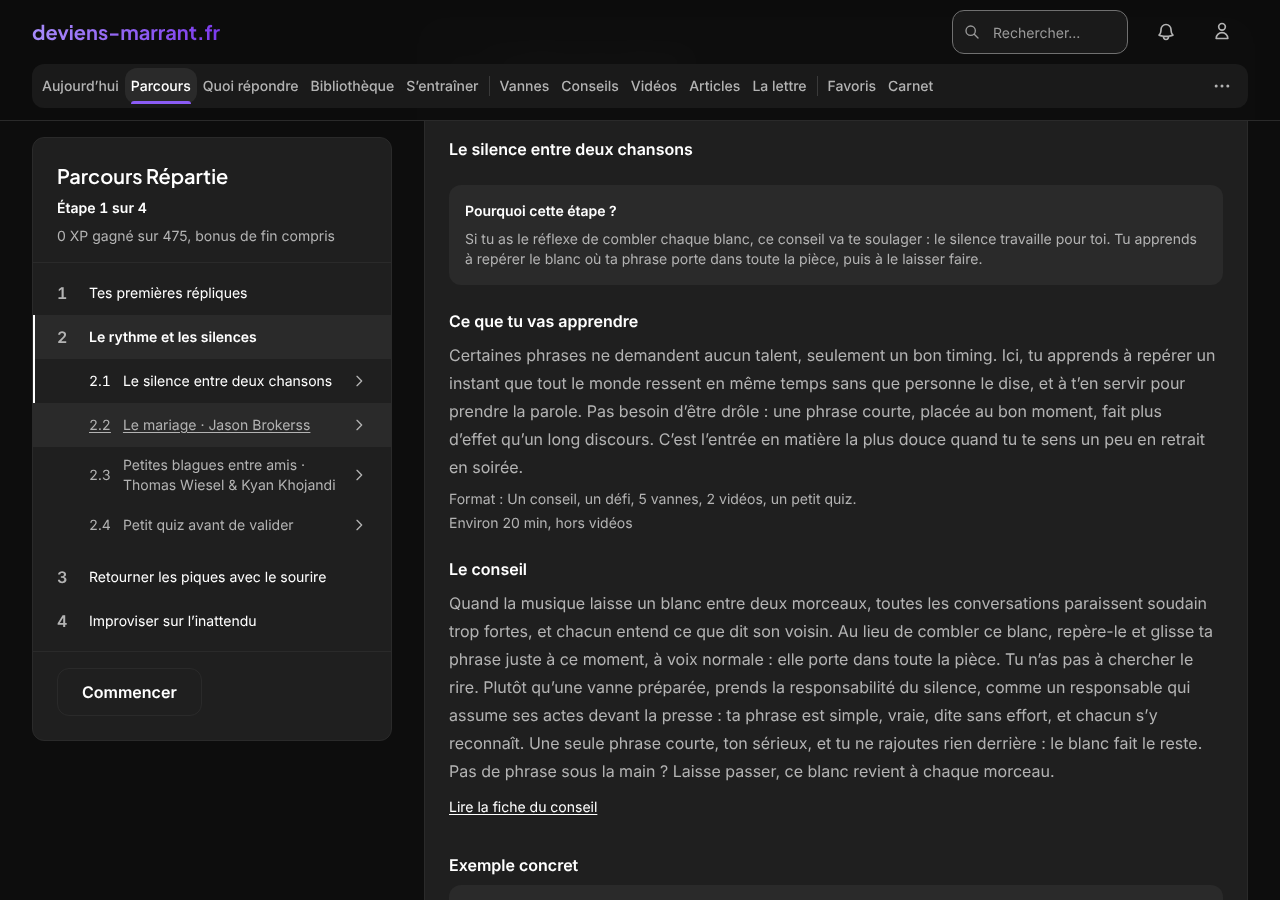 deviens-marrant.fr
Rechercher...
Aujourd’hui Parcours Quoi répondre Bibliothèque S’entraîner Vannes Conseils Vidéos Articles La lettre Favoris Carnet
Parcours Répartie
Étape 1 sur 4
0 XP gagné sur 475, bonus de fin compris
1 Tes premières répliques
2 Le rythme et les silences
2.1 Le silence entre deux chansons
2.2 Le mariage · Jason Brokerss
2.3 Petites blagues entre amis ·
Thomas Wiesel & Kyan Khojandi
2.4 Petit quiz avant de valider
3 Retourner les piques avec le sourire
4 Improviser sur l’inattendu
Commencer
Le silence entre deux chansons
Pourquoi cette étape ?
Si tu as le réflexe de combler chaque blanc, ce conseil va te soulager : le silence travaille pour toi. Tu apprends
à repérer le blanc où ta phrase porte dans toute la pièce, puis à le laisser faire.
Ce que tu vas apprendre
Certaines phrases ne demandent aucun talent, seulement un bon timing. Ici, tu apprends à repérer un
instant que tout le monde ressent en même temps sans que personne le dise, et à t’en servir pour
prendre la parole. Pas besoin d’être drôle : une phrase courte, placée au bon moment, fait plus
d’effet qu’un long discours. C’est l’entrée en matière la plus douce quand tu te sens un peu en retrait
en soirée.
Format : Un conseil, un défi, 5 vannes, 2 vidéos, un petit quiz.
Environ 20 min, hors vidéos
Le conseil
Quand la musique laisse un blanc entre deux morceaux, toutes les conversations paraissent soudain
trop fortes, et chacun entend ce que dit son voisin. Au lieu de combler ce blanc, repère-le et glisse ta
phrase juste à ce moment, à voix normale : elle porte dans toute la pièce. Tu n’as pas à chercher le
rire. Plutôt qu’une vanne préparée, prends la responsabilité du silence, comme un responsable qui
assume ses actes devant la presse : ta phrase est simple, vraie, dite sans effort, et chacun s’y
reconnaît. Une seule phrase courte, ton sérieux, et tu ne rajoutes rien derrière : le blanc fait le reste.
Pas de phrase sous la main ? Laisse passer, ce blanc revient à chaque morceau.
Lire la fiche du conseil
Exemple concret